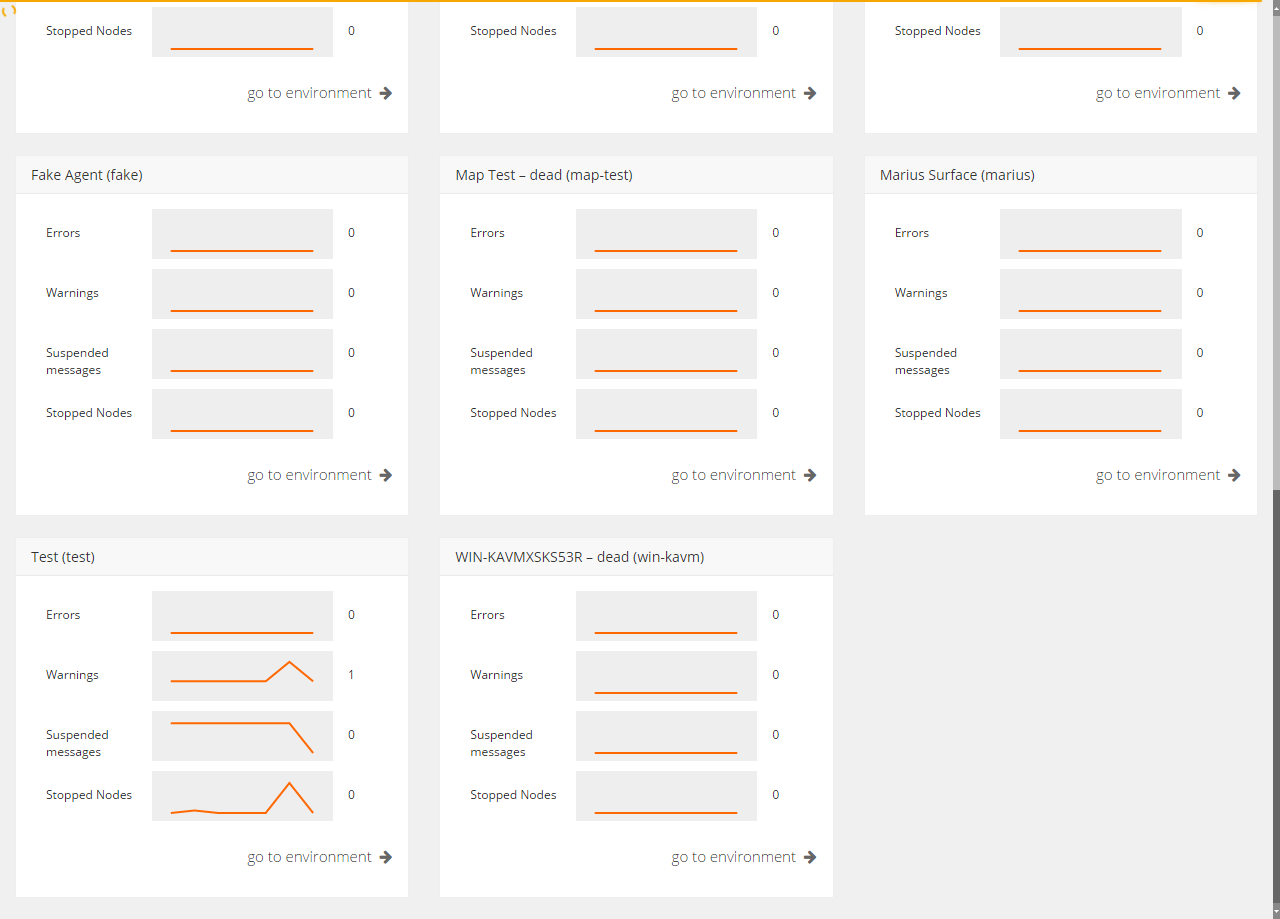 Stopped Nodes 0
Stopped Nodes 0
Stopped Nodes 0
go to environment
go to environment
go to environment
Fake Agent (fake)
Errors 0
Warnings 0
Suspended
messages 0
Stopped Nodes 0
go to environment
Map Test – dead (map-test)
Errors 0
Warnings 0
Suspended
messages 0
Stopped Nodes 0
go to environment
Marius Surface (marius)
Errors 0
Warnings 0
Suspended
messages 0
Stopped Nodes 0
go to environment
Test (test)
Errors 0
Warnings 1
Suspended
messages 0
Stopped Nodes 0
go to environment
WIN-KAVMXSKS53R – dead (win-kavm)
Errors 0
Warnings 0
Suspended
messages 0
Stopped Nodes 0
go to environment